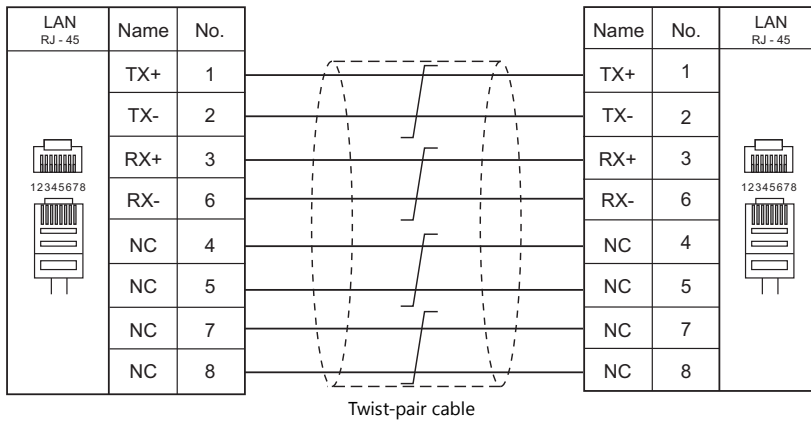 LAN Name No. Name No. LAN
RJ - 45 RJ - 45
TX+ 1 TX+ 1
TX- 2 TX- 2
RX+ 3 RX+ 3
12345678 12345678
RX- 6 RX- 6
NC 4 NC 4
NC 5 NC 5
NC 7 NC 7
NC 8 NC 8
Twist-pair cable